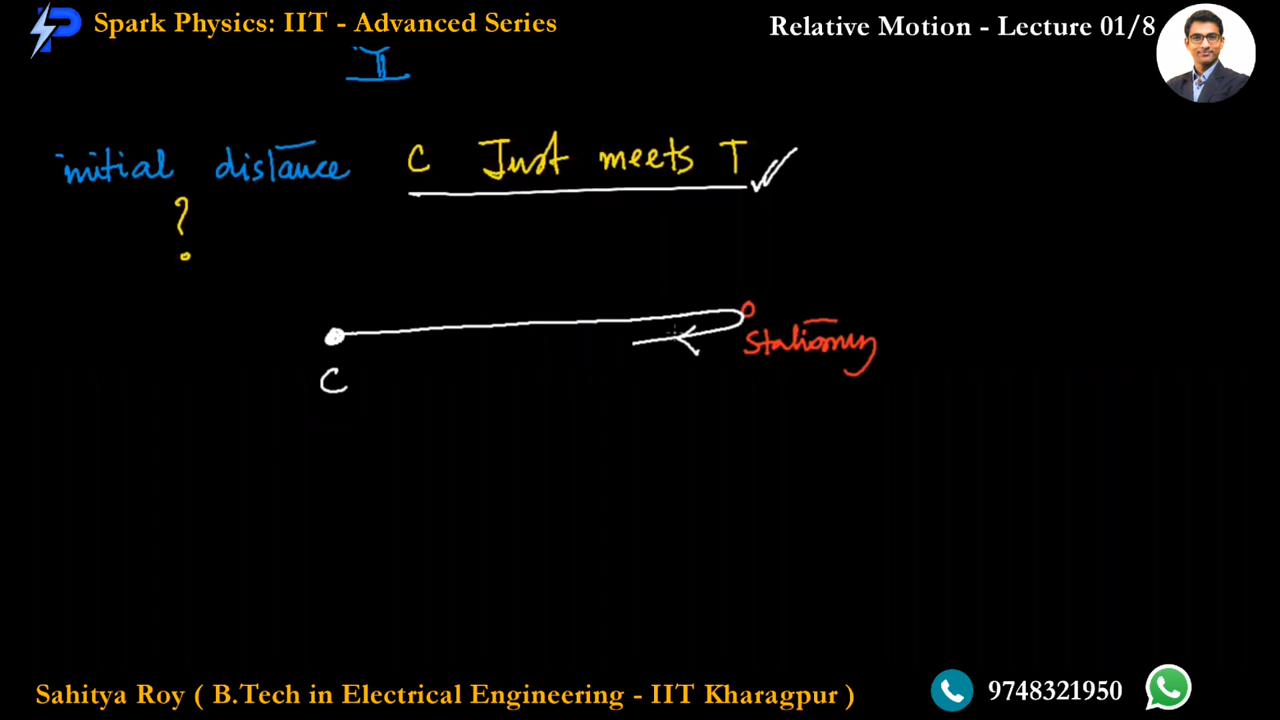 Spark Physics: IIT - Advanced Series
Relative Motion - Lecture 01/8
initial distance C Just meets T
?
Stationary
C
Sahitya Roy ( B.Tech in Electrical Engineering - IIT Kharagpur )
9748321950